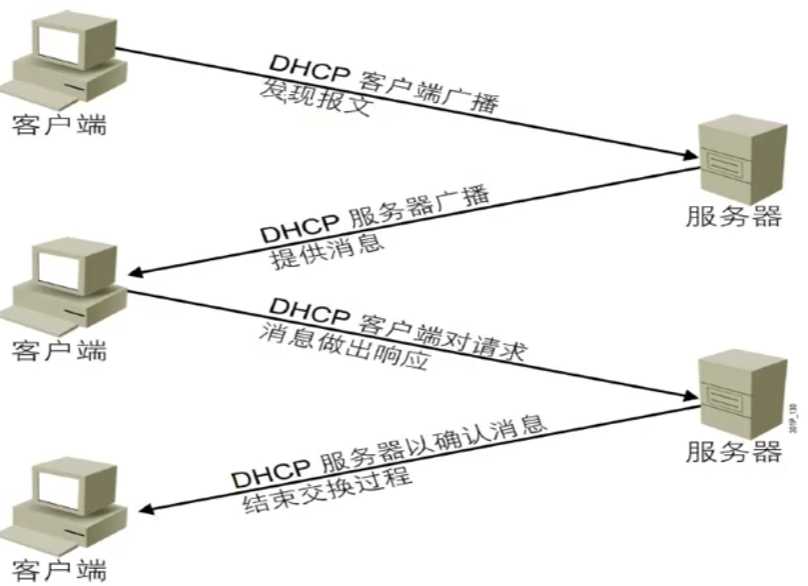 DHCP 客户端广播
发现报文
客户端
服务器
DHCP 服务器广播
提供消息
客户端
DHCP 客户端对请求
消息做出响应
服务器
DHCP 服务器以确认消息
结束交换过程
客户端